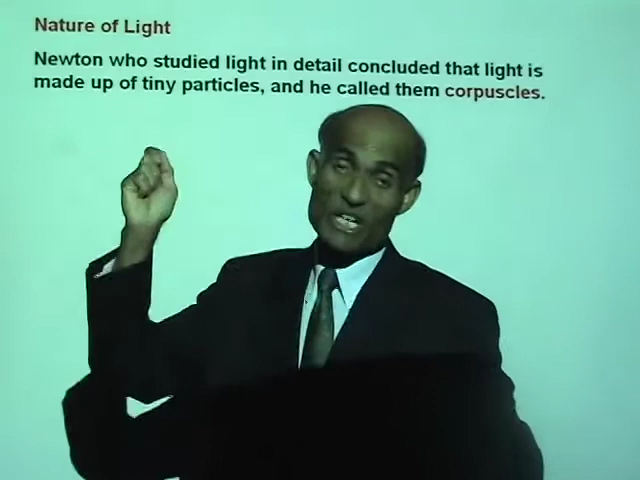 Nature of Light
Newton who studied light in detail concluded that light is
made up of tiny particles, and he called them corpuscles.